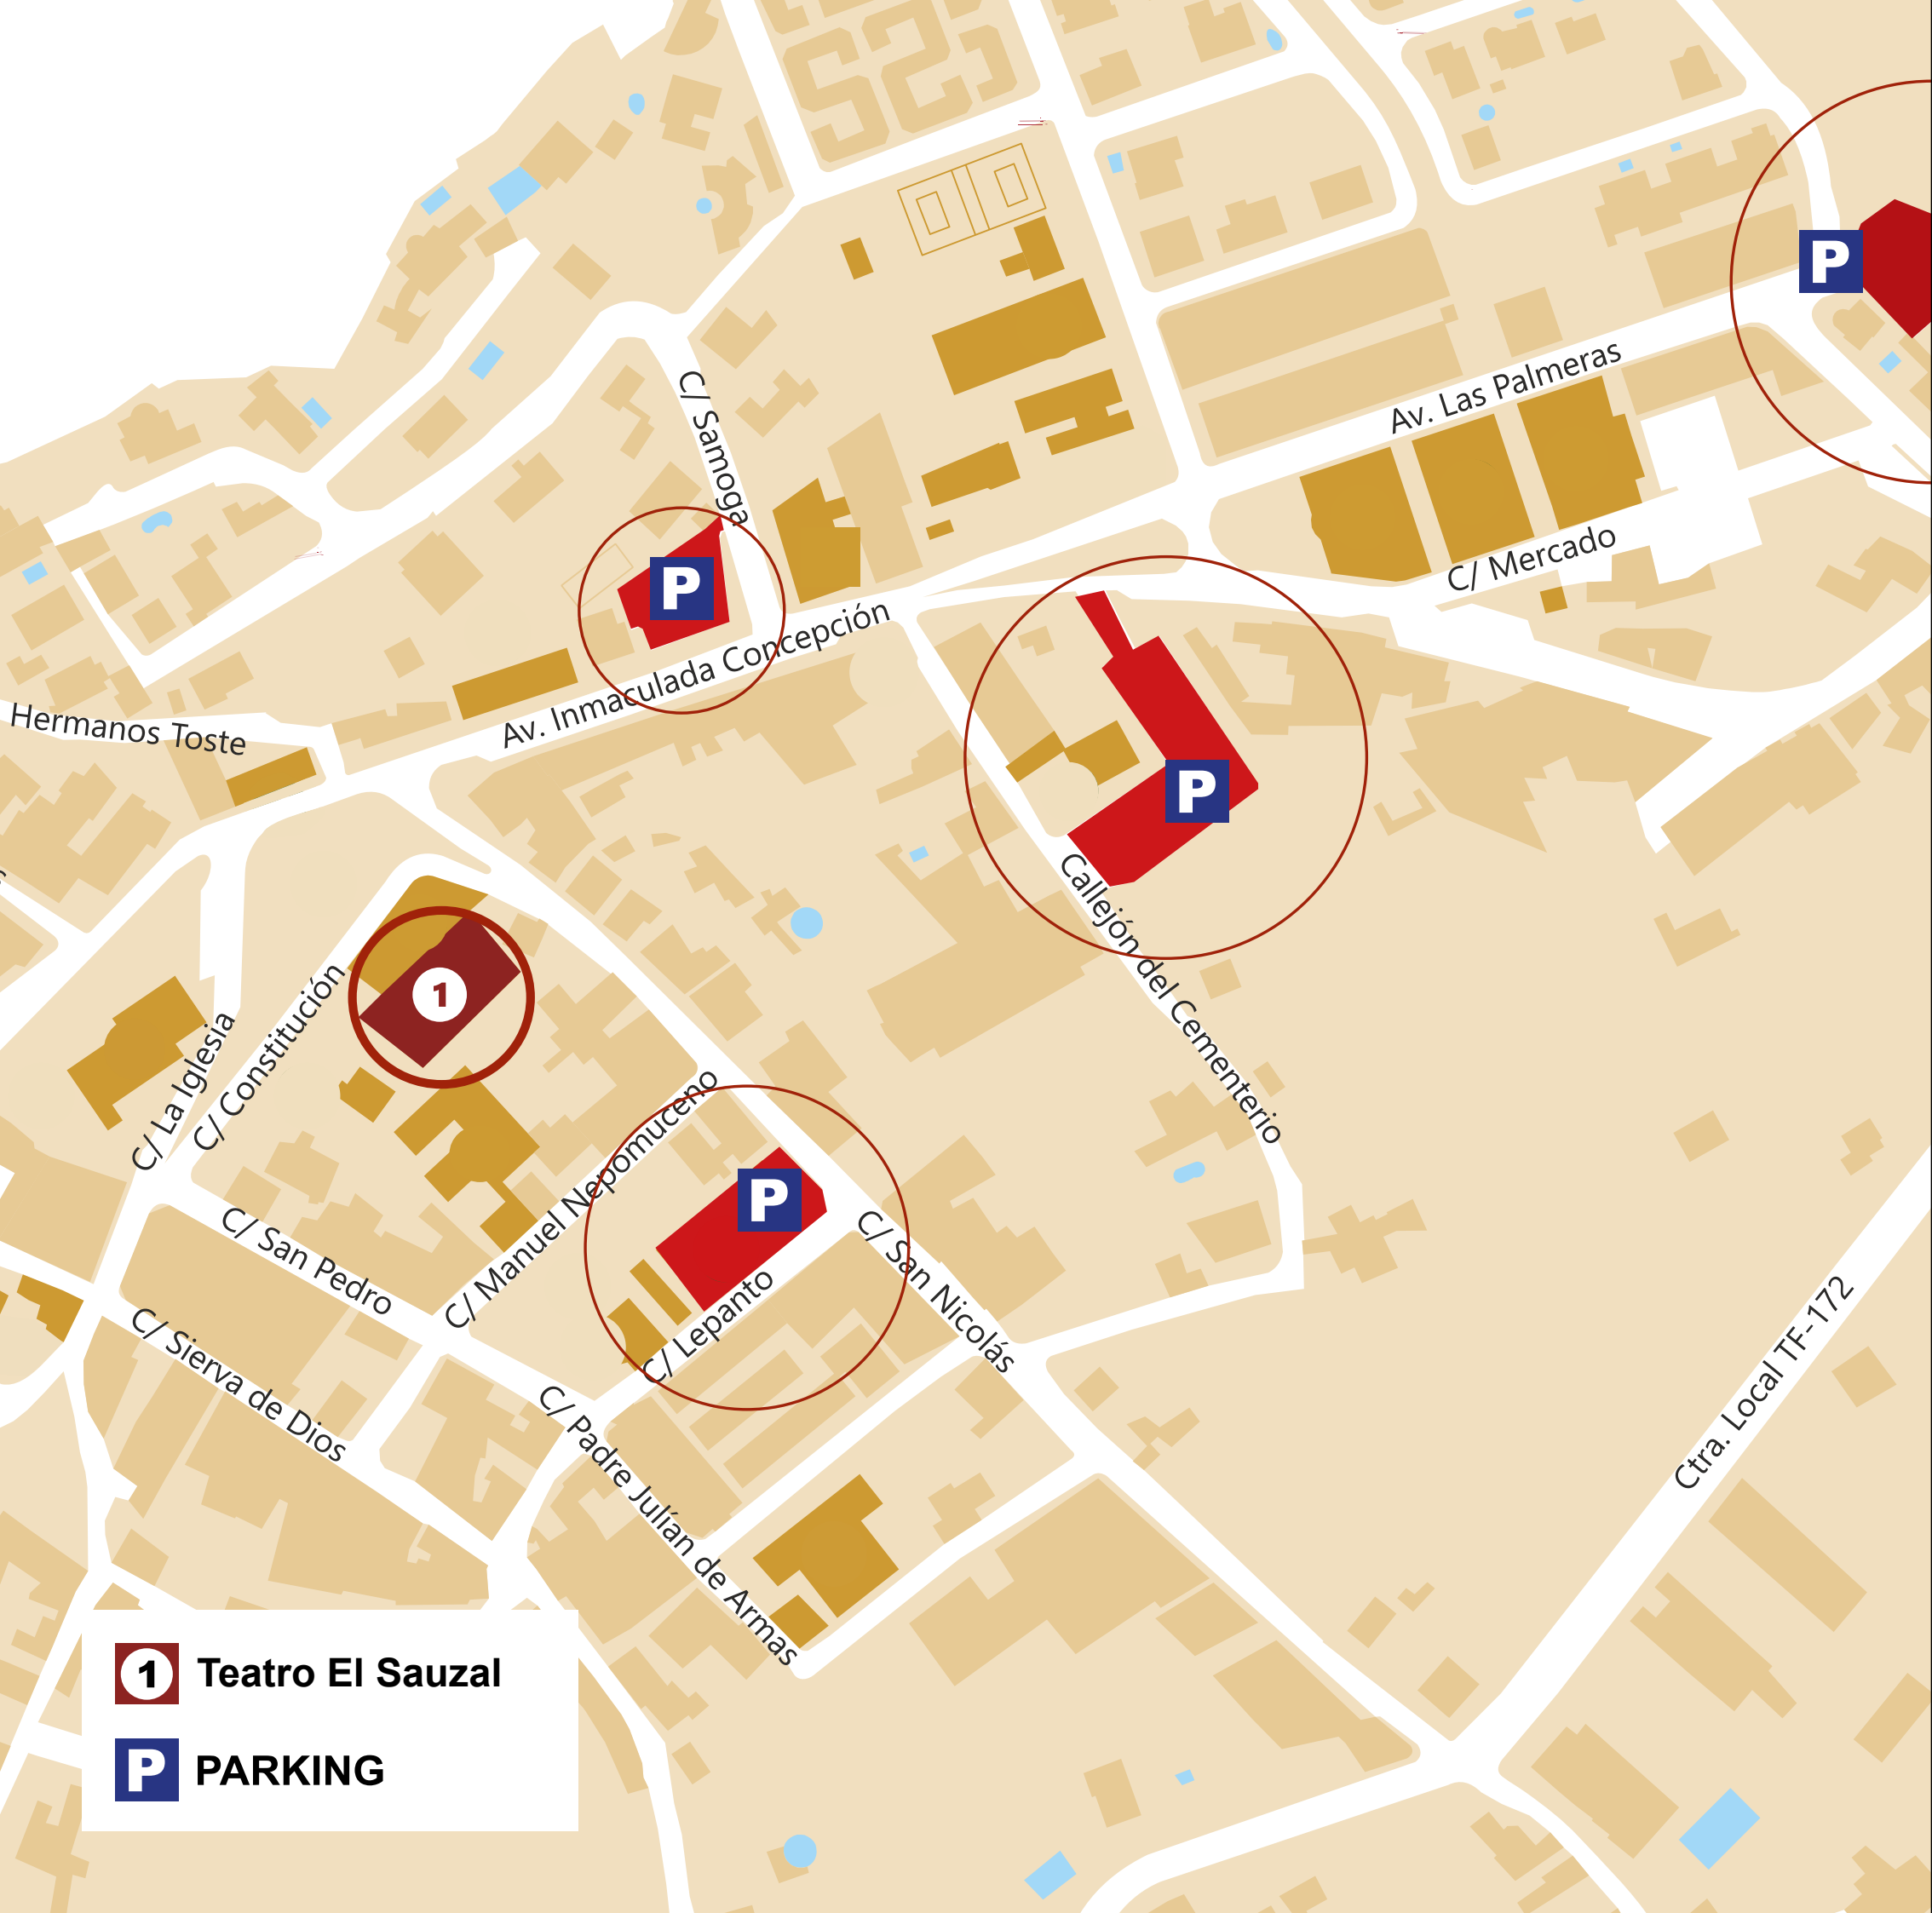 P
C/ Samoga
Av. Las Palmeras
P
C/ Mercado
Av. Inmaculada Concepción
Hermanos Toste
P
Callejón del Cementerio
1
C/ La Iglesia
C/ Constitución
C/ Manuel Nepomuceno
P
C/ San Pedro
C/ San Nicolás
C/ Lepanto
C/ Sierva de Dios
C/ Padre Julián de Armas
Ctra. Local TF-172
1 Teatro El Sauzal
P PARKING